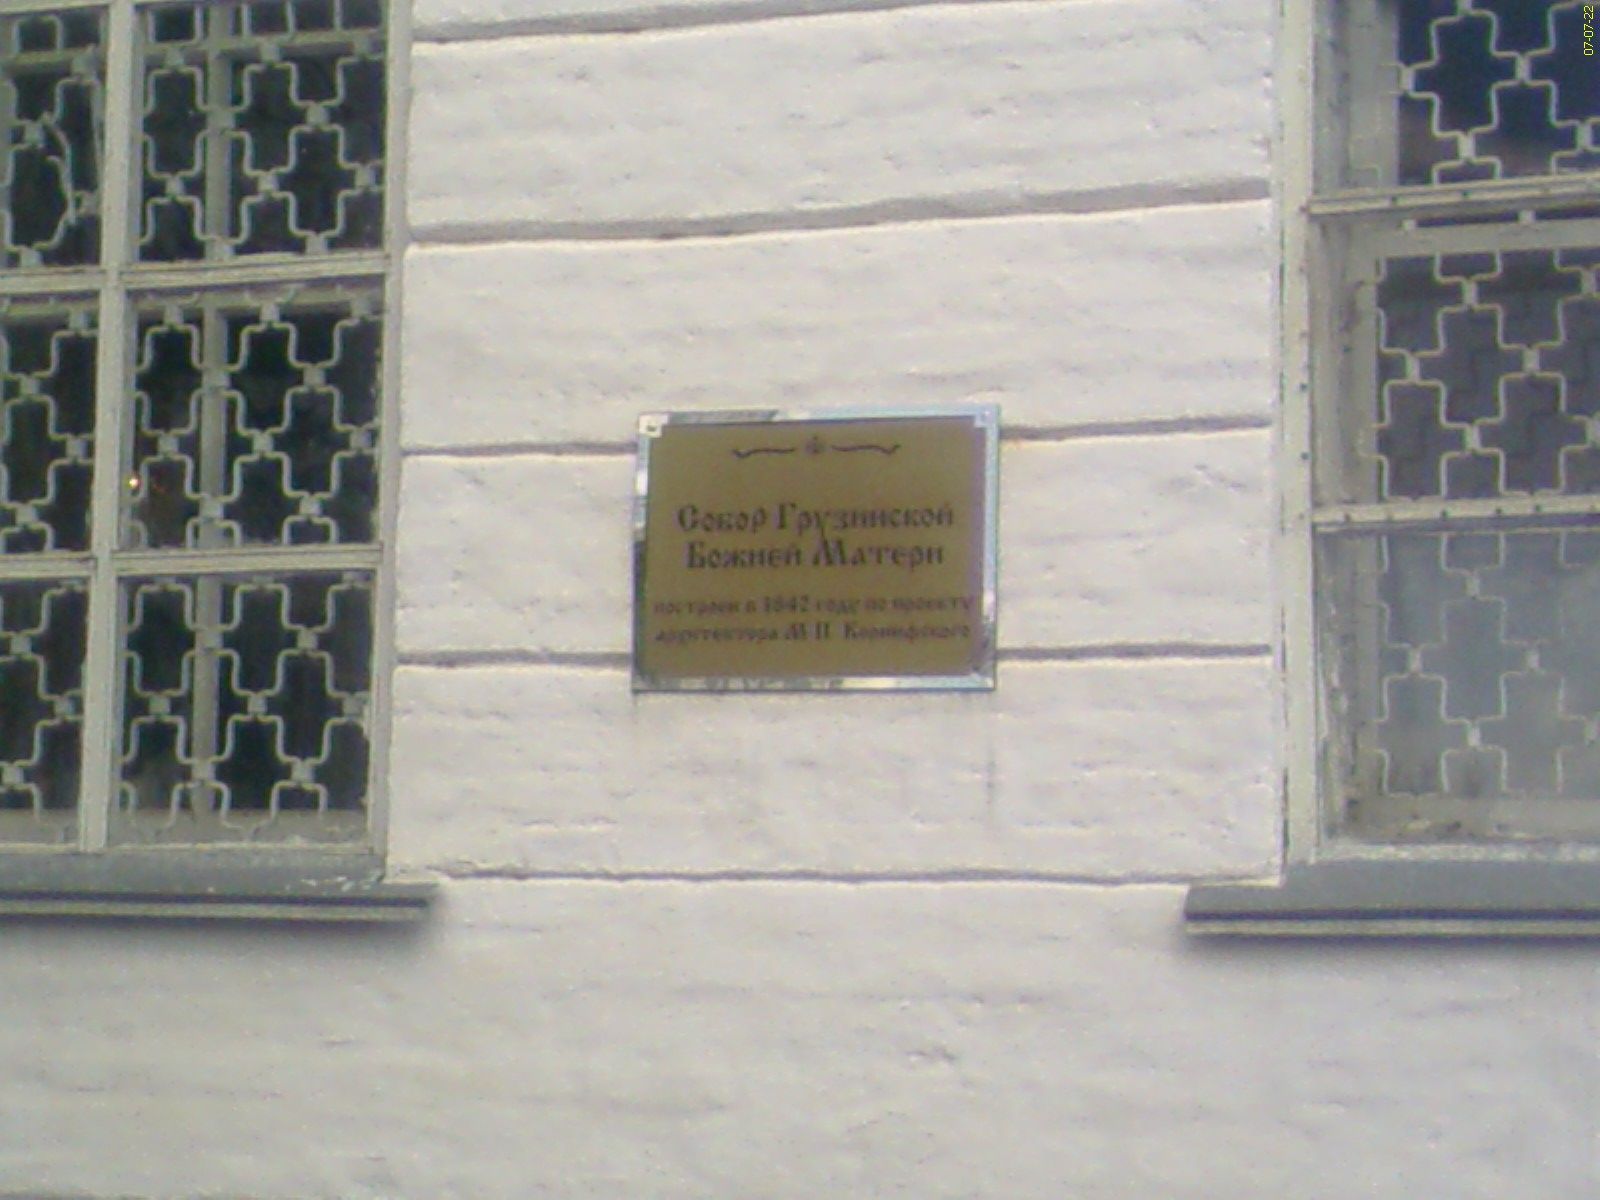 Собор Грузинской
Божией Матери
построен в 1842 году по проекту
архитектора М П Коринфского
07-07-22